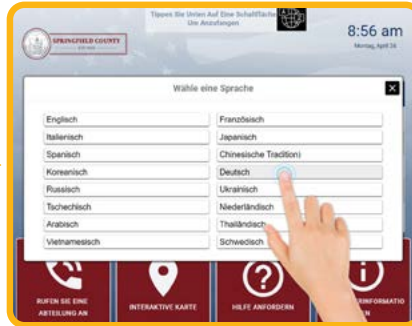 Tippen Sie Unten Auf Eine Schaltfläche
Um Anzufangen
SPRINGFIELD COUNTY
8:56 am
Montag, April 28
Wähle eine Sprache
X
Englisch
Französisch
Italienisch
Japanisch
Spanisch
Chinesische Tradition)
Koreanisch
Deutsch
Russisch
Ukrainisch
Tschechisch
Niederländisch
Arabisch
Thailändisch
Vietnamesisch
Schwedisch
RUFEN SIE EINE
ABTEILUNG AN
INTERAKTIVE KARTE
HILFE ANFORDERN